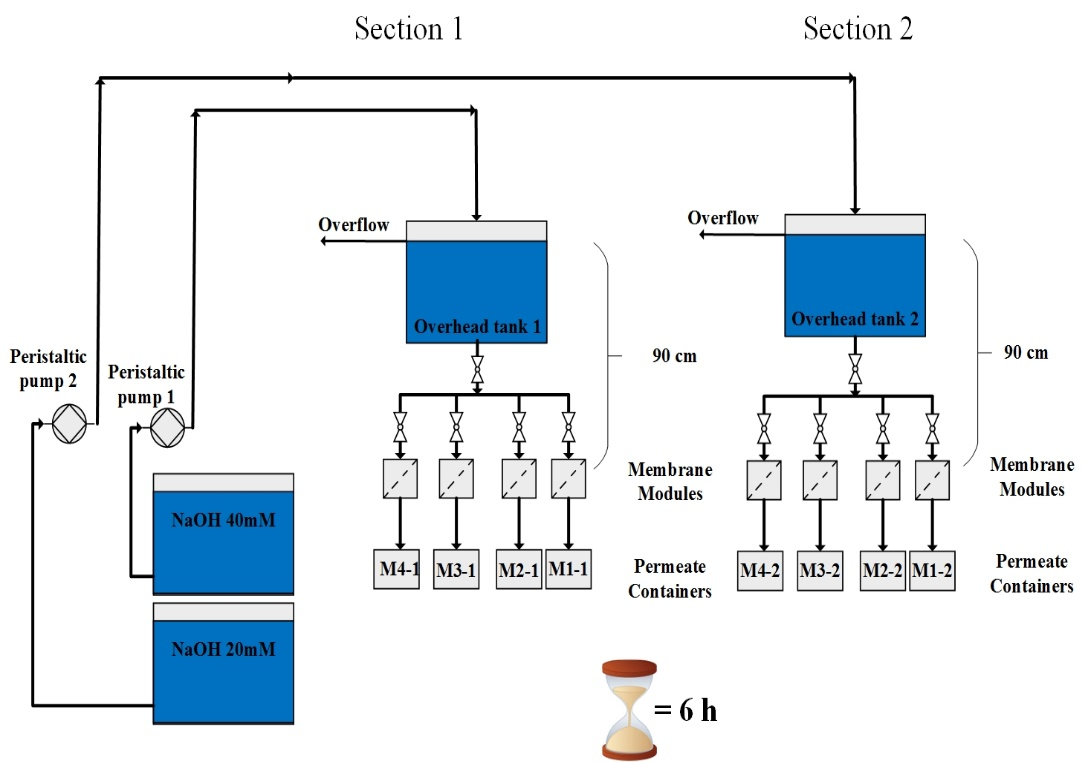 Section 1
Section 2
Overflow
Overflow
Overhead tank 1
Overhead tank 2
Peristaltic
pump 2
Peristaltic
pump 1
90 cm
90 cm
Membrane
Modules
Membrane
Modules
NaOH 40mM
M4-1
M3-1
M2-1
M1-1
Permeate
Containers
M4-2
M3-2
M2-2
M1-2
Permeate
Containers
NaOH 20mM
= 6 h